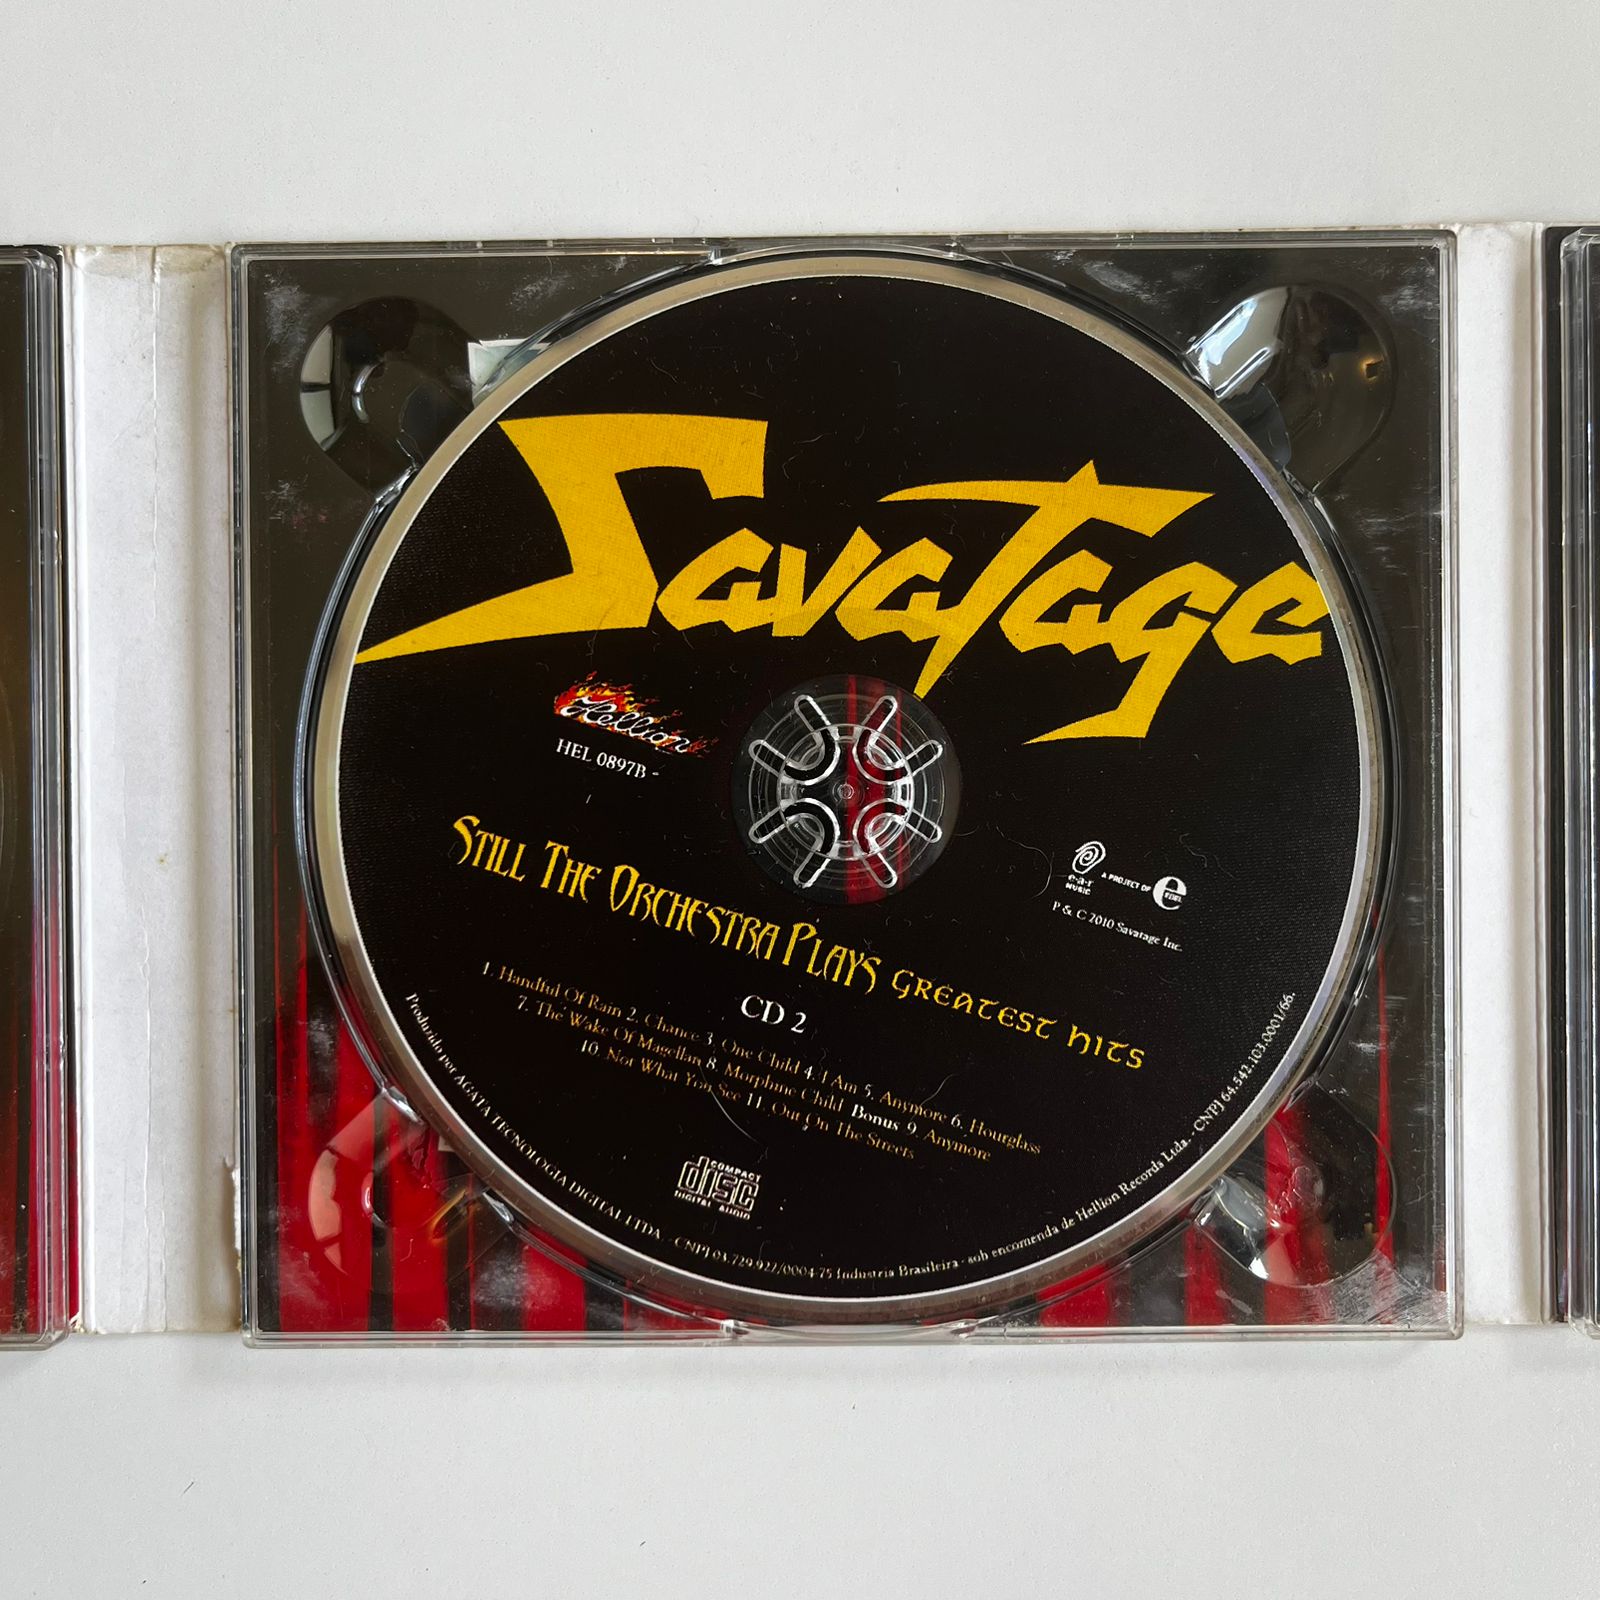 Savatage
Hellion
HEL 0897B
e·a·r
MUSIC
A PROJECT OF
e
EDEL
P & C 2010 Savatage Inc.
STILL THE ORCHESTRA PLAYS GREATEST HITS
CD 2
1. Handful Of Rain 2. Chance 3. One Child 4. I Am 5. Anymore 6. Hourglass
7. The Wake Of Magellan 8. Morphine Child Bonus 9. Anymore
10. Not What You See 11. Out On The Streets
COMPACT
disc
DIGITAL AUDIO
Produzido por AGATA TECNOLOGIA DIGITAL LTDA. - CNPJ 03.729.922/0004-75 Industria Brasileira - sob encomenda de Hellion Records Ltda. - CNPJ 64.542.103.0001/66.